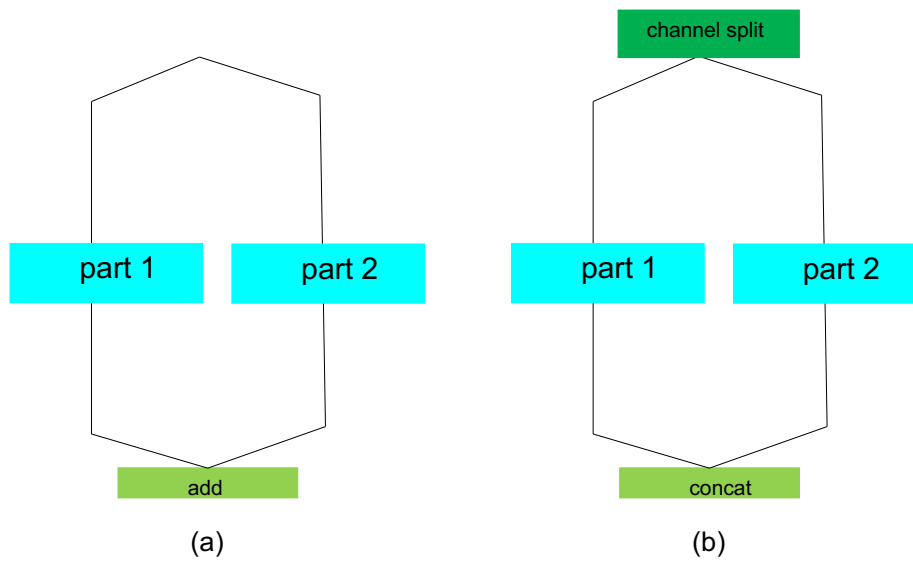 channel split
part 1
part 2
part 1
part 2
add
concat
(a)
(b)